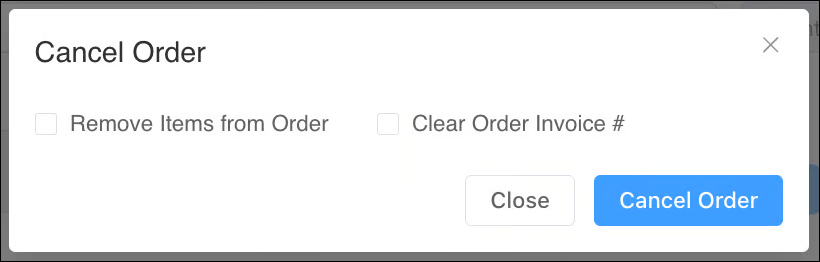 Cancel Order
Remove Items from Order Clear Order Invoice #
Close Cancel Order